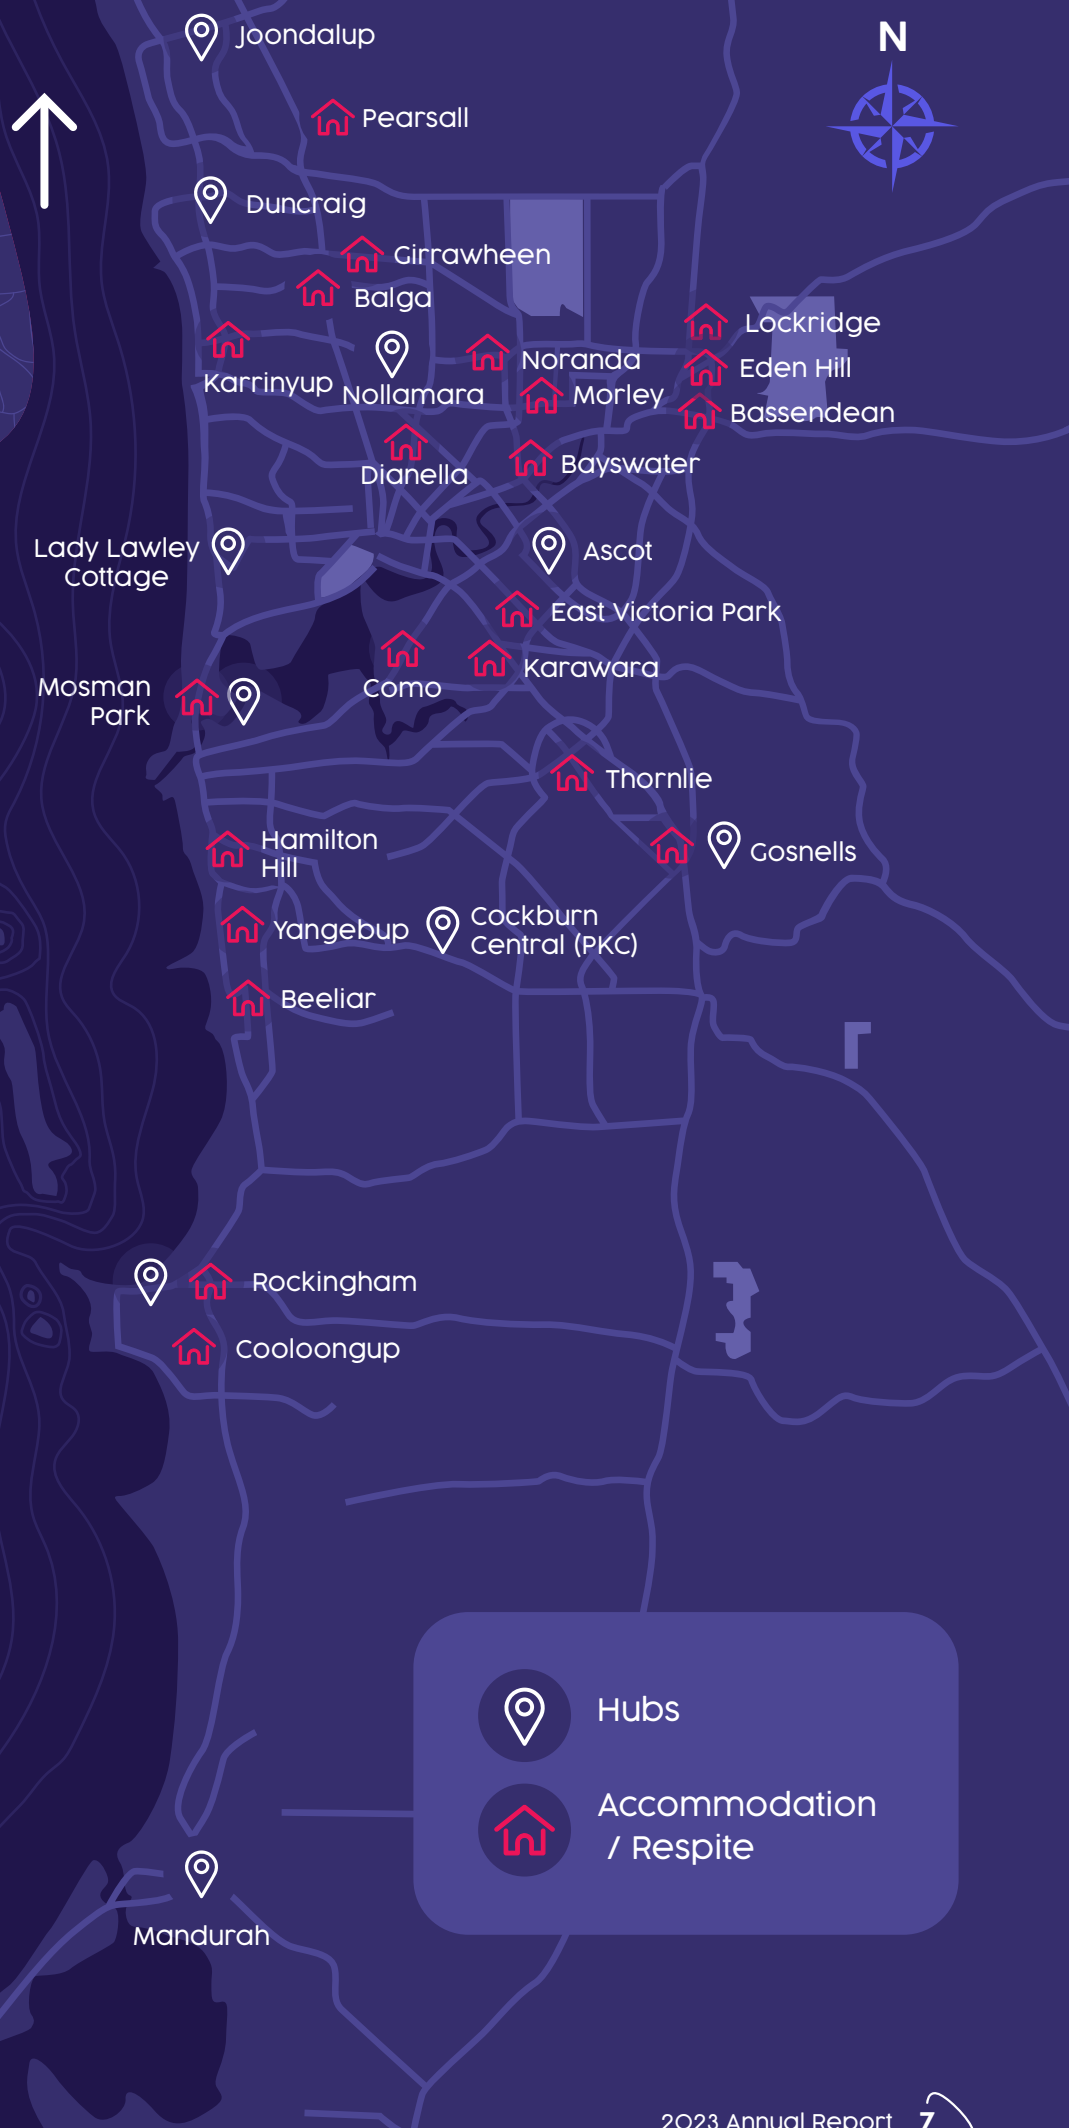 Joondalup
N
Pearsall
Duncraig
Girrawheen
Balga
Lockridge
Karrinyup
Nollamara
Noranda
Eden Hill
Morley
Bassendean
Dianella
Bayswater
Lady Lawley
Cottage
Ascot
East Victoria Park
Karawara
Como
Mosman
Park
Thornlie
Hamilton
Hill
Gosnells
Yangebup
Cockburn
Central (PKC)
Beeliar
Rockingham
Cooloongup
Hubs
Accommodation
/ Respite
Mandurah
2023 Annual Report 7